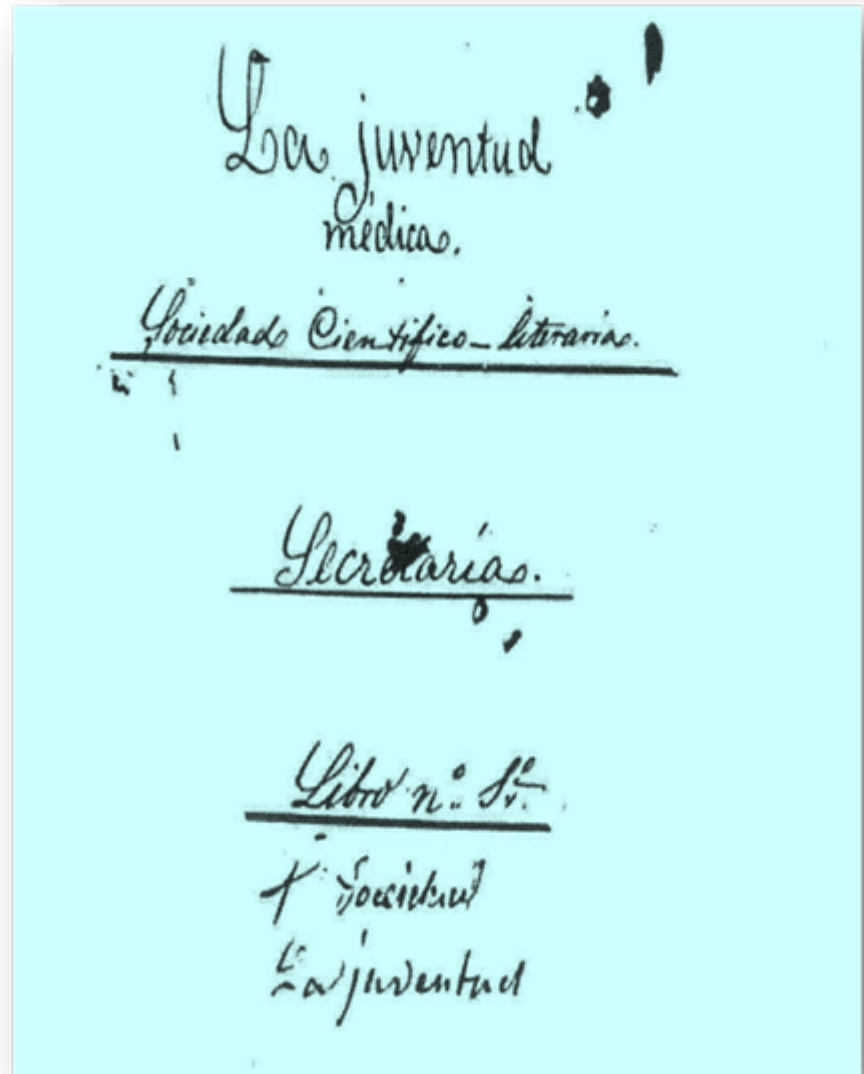 La juventud
médica.
Sociedad Científico-literaria.
Secretaría.
Libro nº 1º.
Sociedad
La juventud